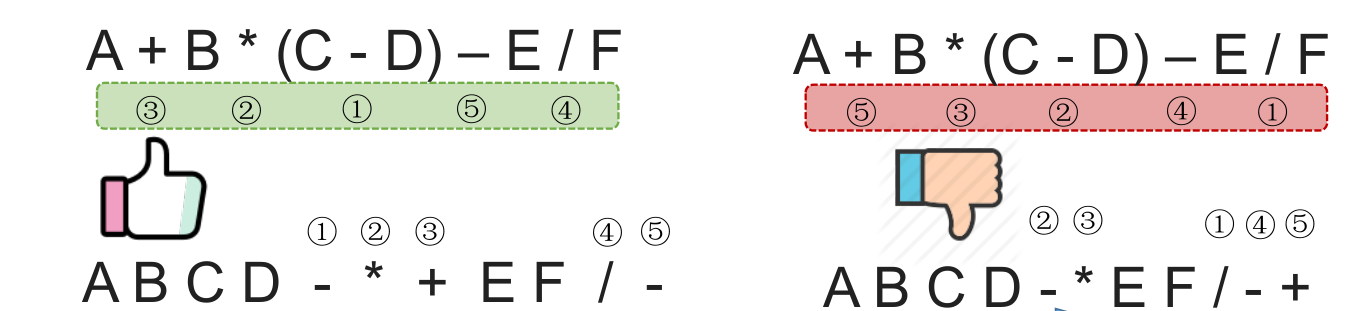 A + B * (C - D) – E / F
③ ② ① ⑤ ④
① ② ③ ④ ⑤
A B C D - * + E F / -
A + B * (C - D) – E / F
⑤ ③ ② ④ ①
② ③ ① ④ ⑤
A B C D - * E F / - +